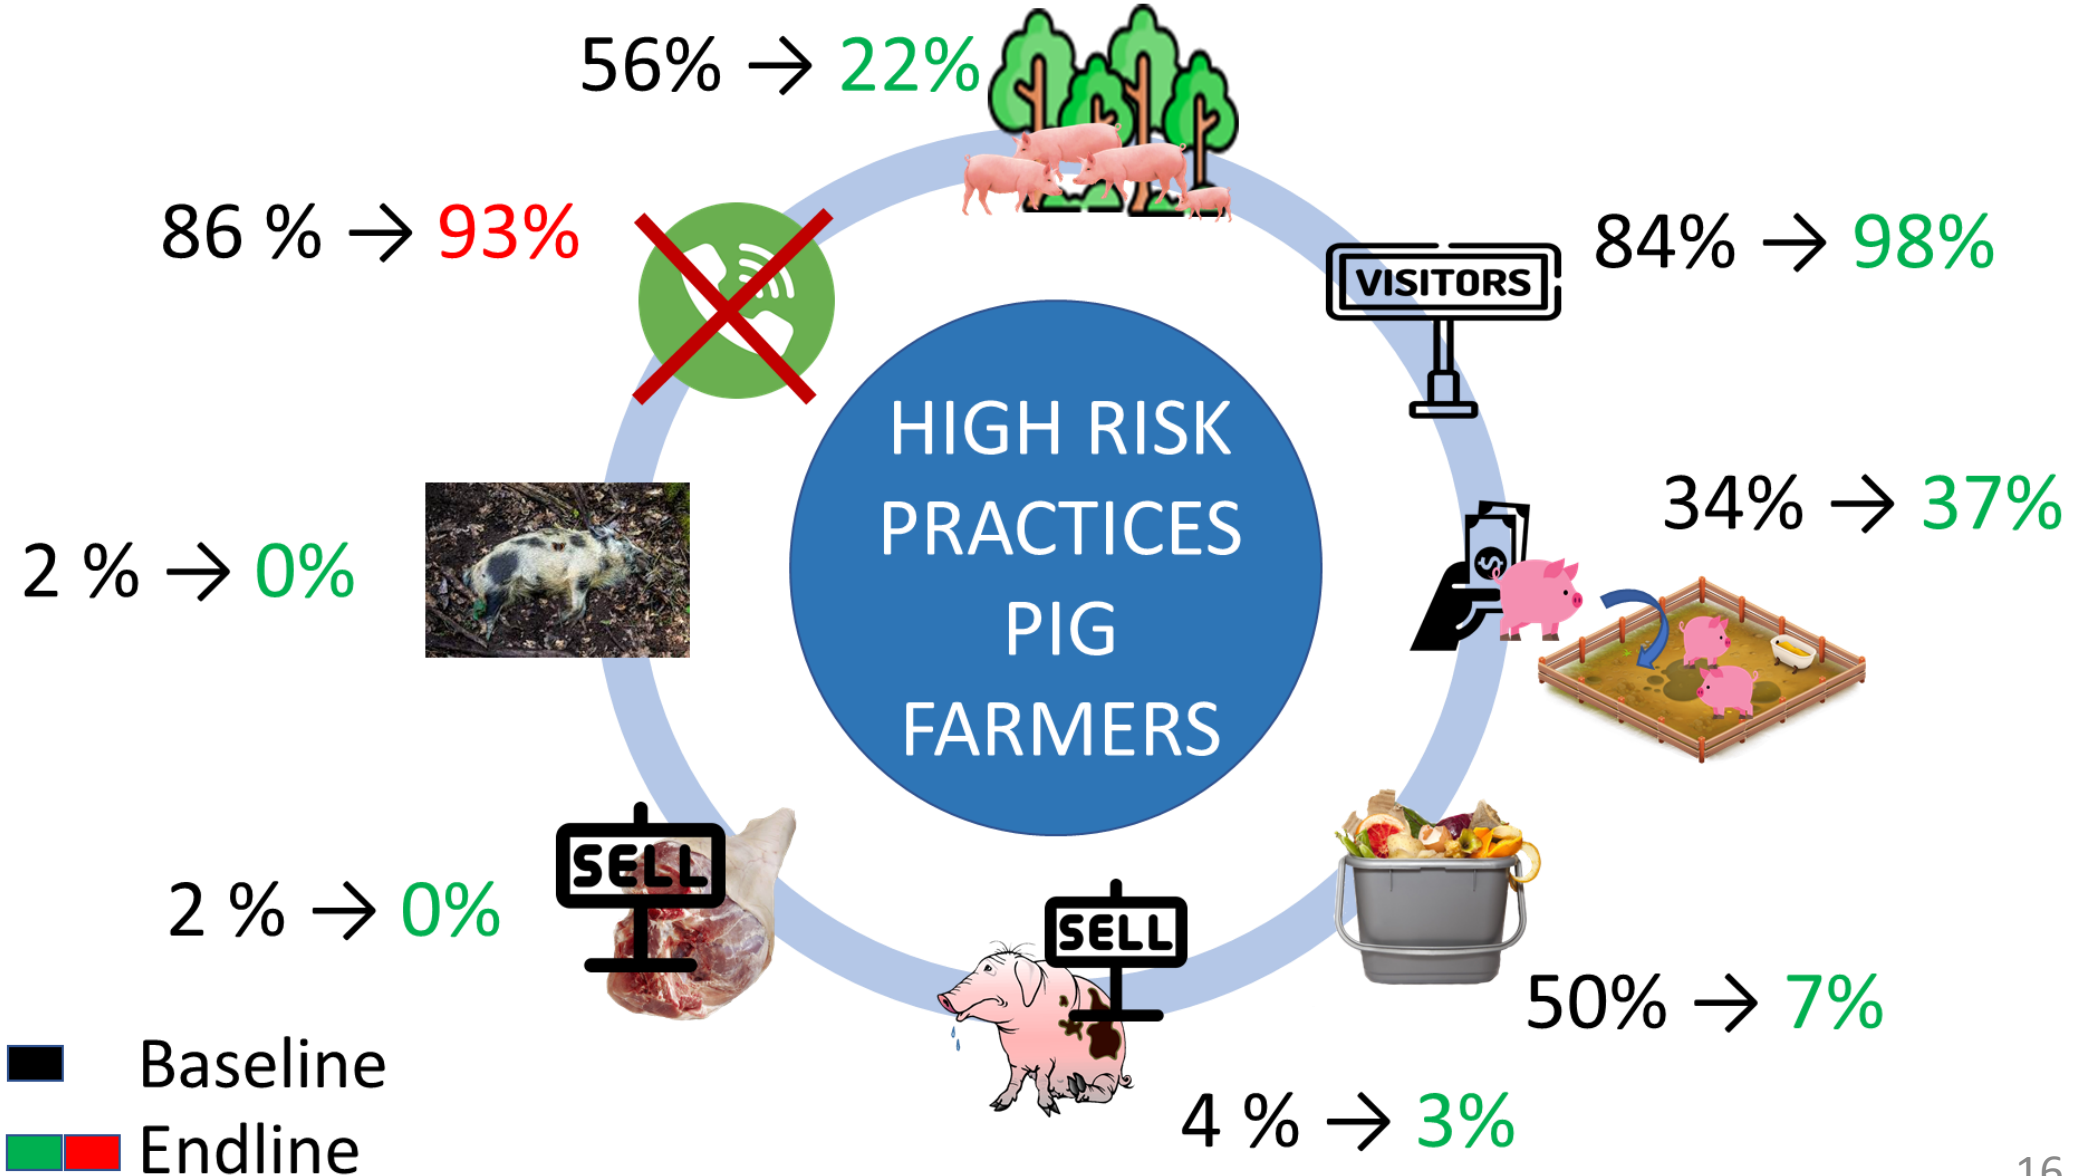 56% → 22%
86 % → 93%
VISITORS
84% → 98%
HIGH RISK
PRACTICES
PIG
FARMERS
34% → 37%
2 % → 0%
SELL
2 % → 0%
SELL
50% → 7%
4 % → 3%
Baseline
Endline
16